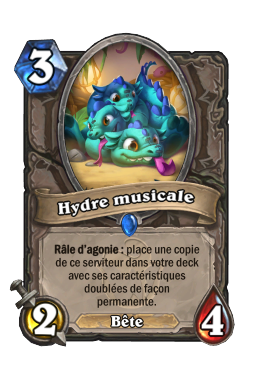 3
Hydre musicale
Râle d'agonie : place une copie
de ce serviteur dans votre deck
avec ses caractéristiques
doublées de façon
permanente.
2
Bête
4